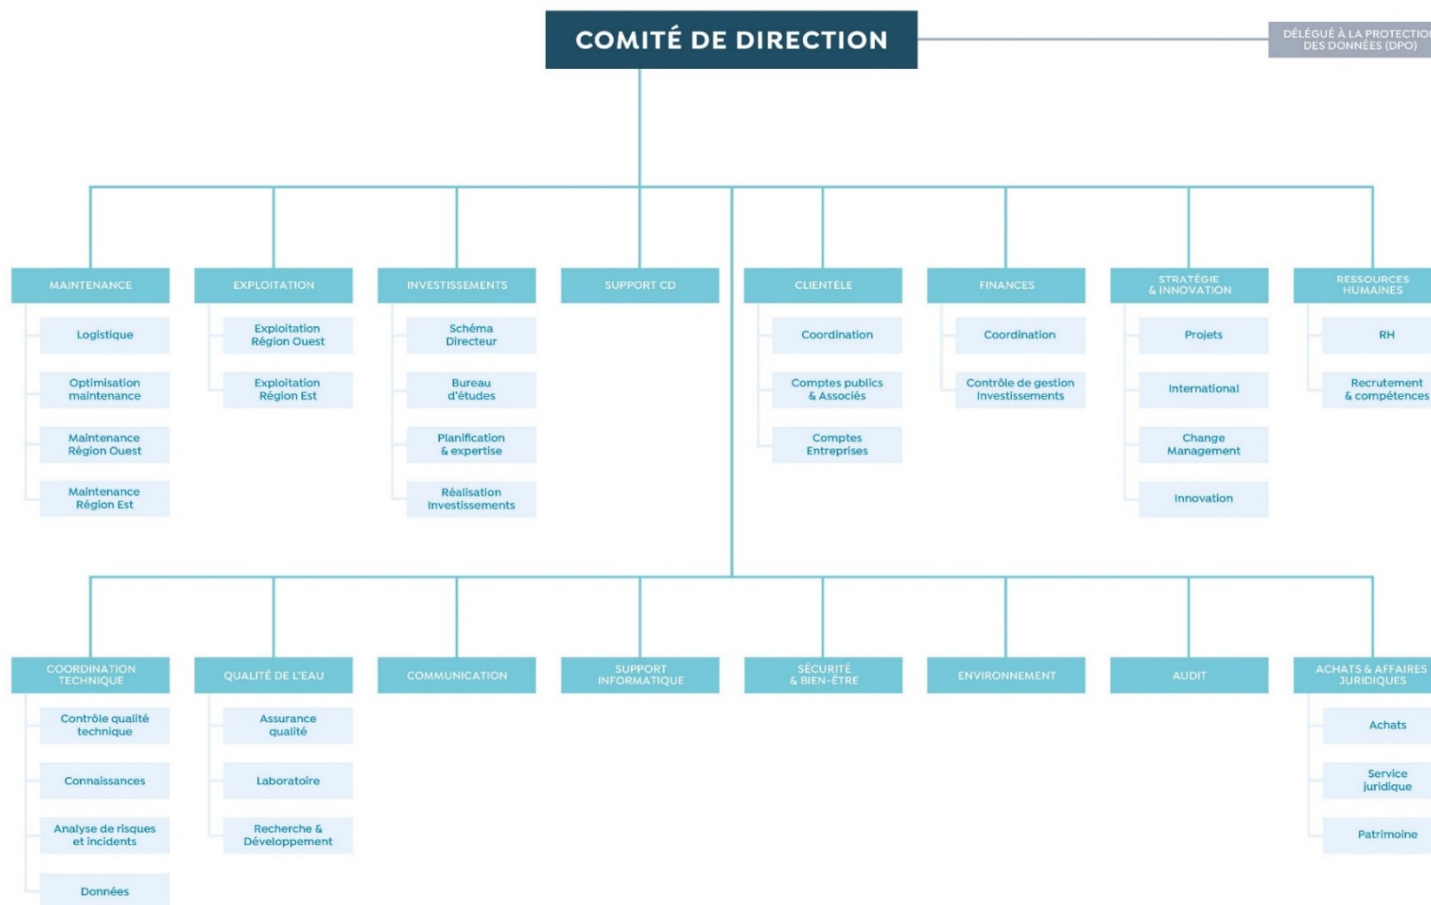 COMITÉ DE DIRECTION
DÉLÉGUÉ À LA PROTECTION
DES DONNÉES (DPO)
MAINTENANCE
Logistique
Optimisation
maintenance
Maintenance
Région Ouest
Maintenance
Région Est
EXPLOITATION
Exploitation
Région Ouest
Exploitation
Région Est
INVESTISSEMENTS
Schéma
Directeur
Bureau
d'études
Planification
& expertise
Réalisation
Investissements
SUPPORT CD
CLIENTÈLE
Coordination
Comptes publics
& Associés
Comptes
Entreprises
FINANCES
Coordination
Contrôle de gestion
Investissements
STRATÉGIE
& INNOVATION
Projets
International
Change
Management
Innovation
RESSOURCES
HUMAINES
RH
Recrutement
& compétences
COORDINATION
TECHNIQUE
Contrôle qualité
technique
Connaissances
Analyse de risques
et incidents
Données
QUALITÉ DE L'EAU
Assurance
qualité
Laboratoire
Recherche &
Développement
COMMUNICATION
SUPPORT
INFORMATIQUE
SÉCURITÉ
& BIEN-ÊTRE
ENVIRONNEMENT
AUDIT
ACHATS & AFFAIRES
JURIDIQUES
Achats
Service
juridique
Patrimoine